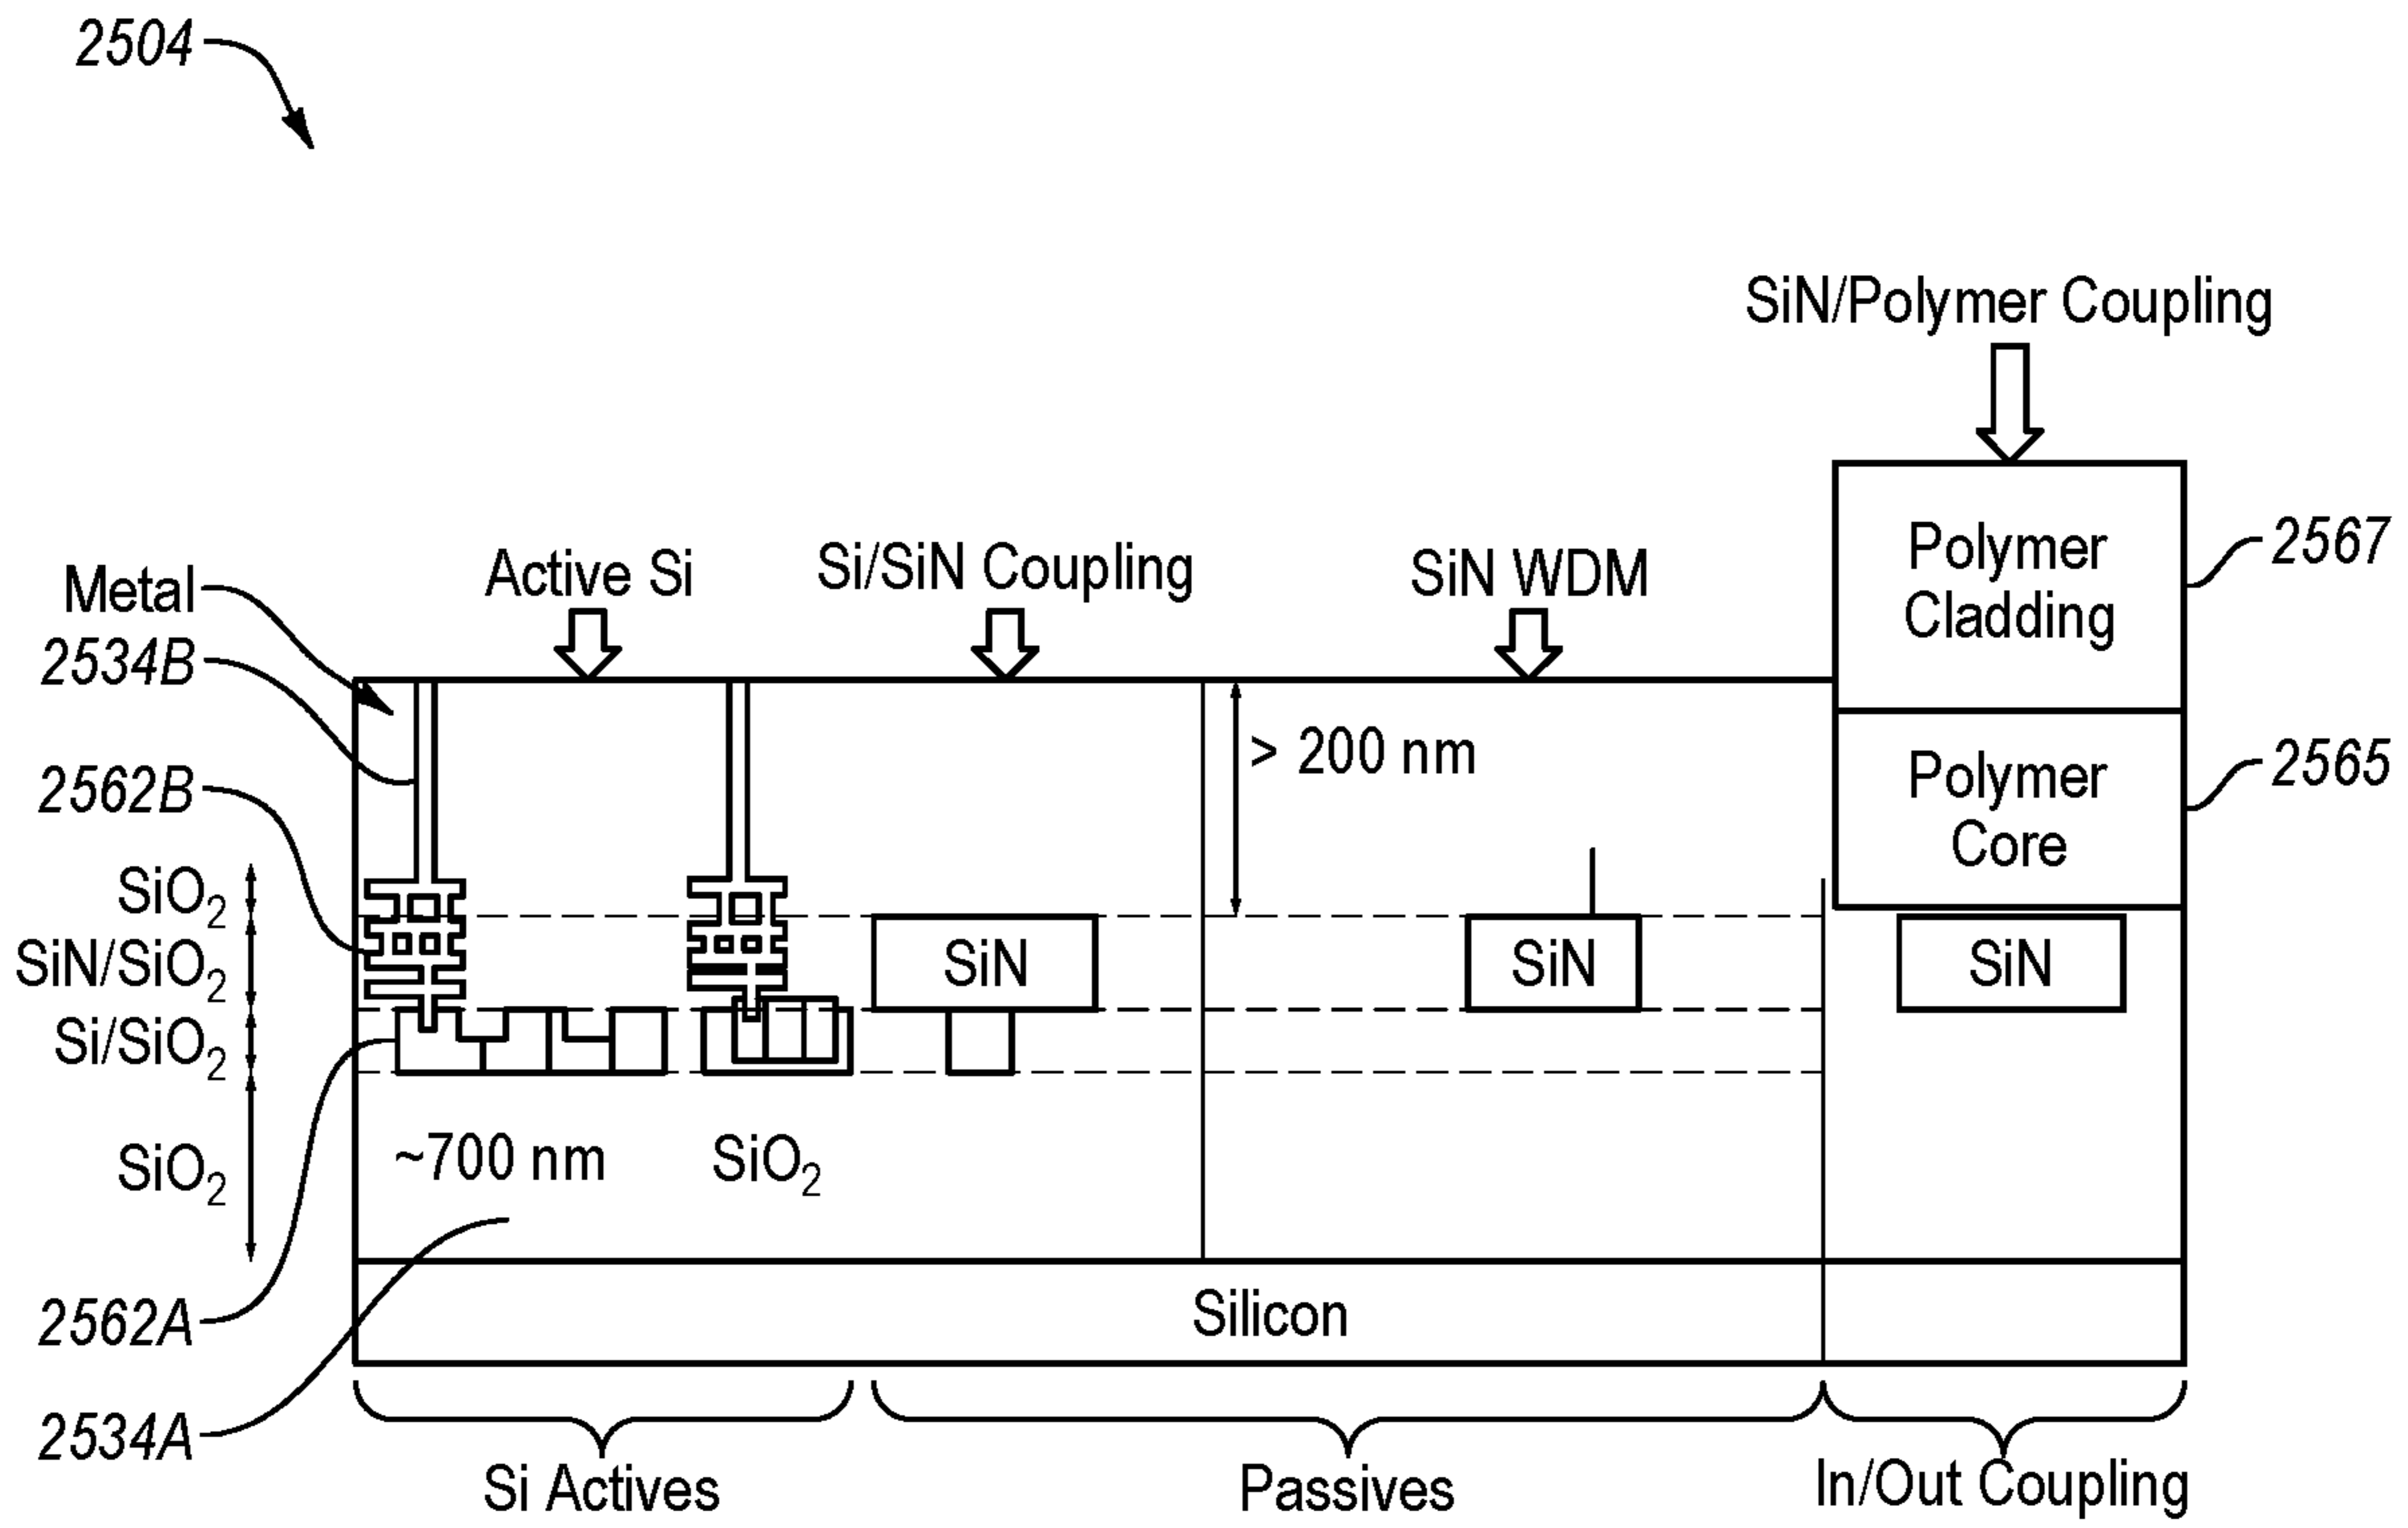 2504
SiN/Polymer Coupling
Polymer
Cladding
2567
Metal
Active Si
Si/SiN Coupling
SiN WDM
2534B
> 200 nm
Polymer
Core
2565
2562B
SiO₂
SiN/SiO₂
SiN
SiN
SiN
Si/SiO₂
SiO₂
~700 nm
SiO₂
2562A
Silicon
2534A
Si Actives
Passives
In/Out Coupling